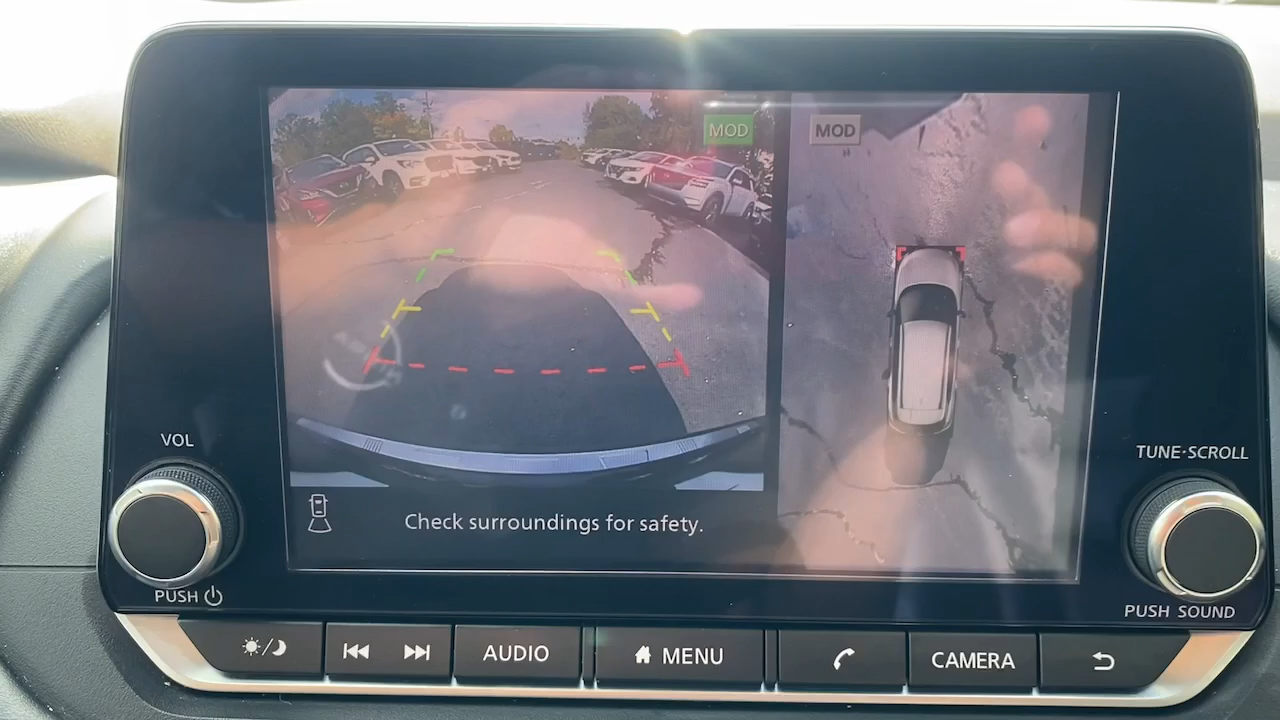 MOD
MOD
Check surroundings for safety.
VOL
PUSH
TUNE·SCROLL
PUSH SOUND
AUDIO
MENU
CAMERA